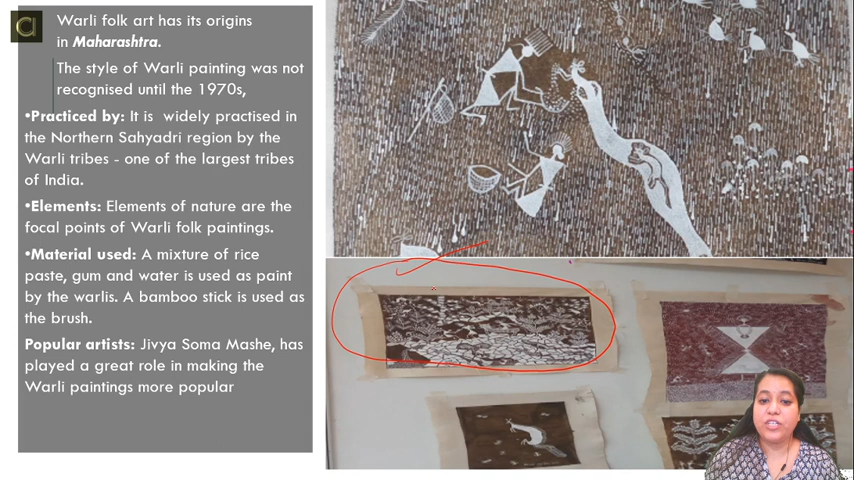 Warli folk art has its origins
in Maharashtra.
The style of Warli painting was not
recognised until the 1970s,
•Practiced by: It is widely practised in
the Northern Sahyadri region by the
Warli tribes - one of the largest tribes
of India.
•Elements: Elements of nature are the
focal points of Warli folk paintings.
•Material used: A mixture of rice
paste, gum and water is used as paint
by the warlis. A bamboo stick is used as
the brush.
Popular artists: Jivya Soma Mashe, has
played a great role in making the
Warli paintings more popular